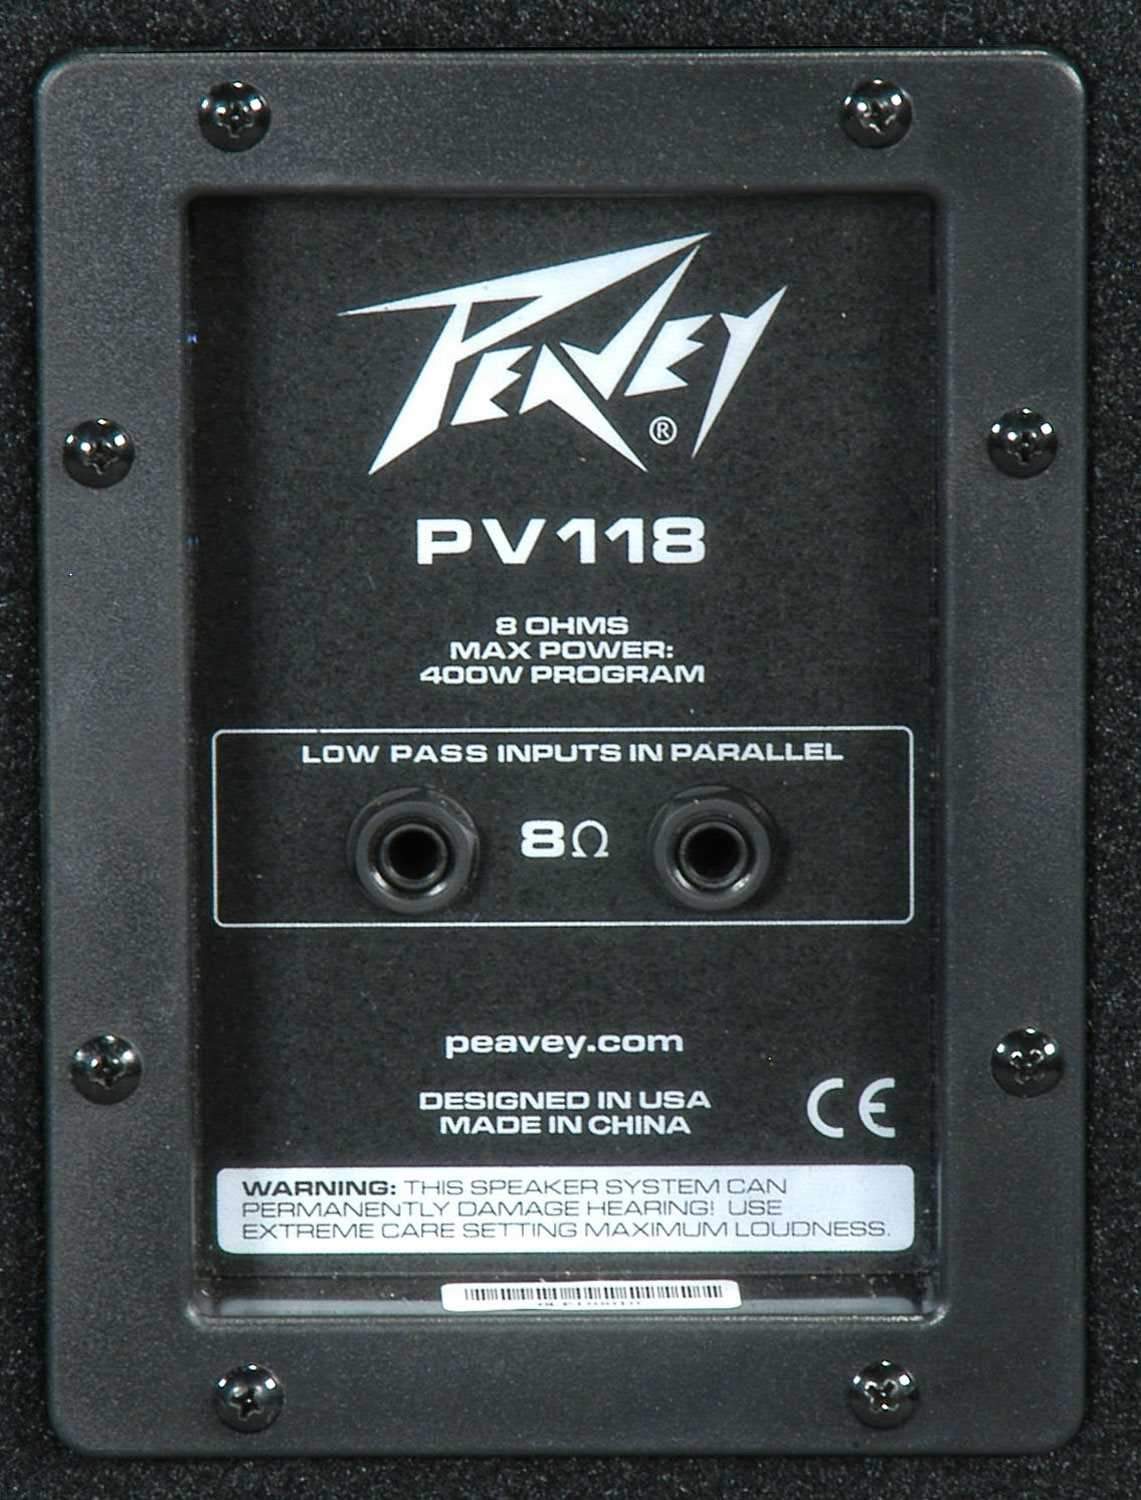 PEAVEY®
PV118
8 OHMS
MAX POWER:
400W PROGRAM
LOW PASS INPUTS IN PARALLEL
8Ω
peavey.com
DESIGNED IN USA
MADE IN CHINA
CE
WARNING: THIS SPEAKER SYSTEM CAN
PERMANENTLY DAMAGE HEARING! USE
EXTREME CARE SETTING MAXIMUM LOUDNESS.